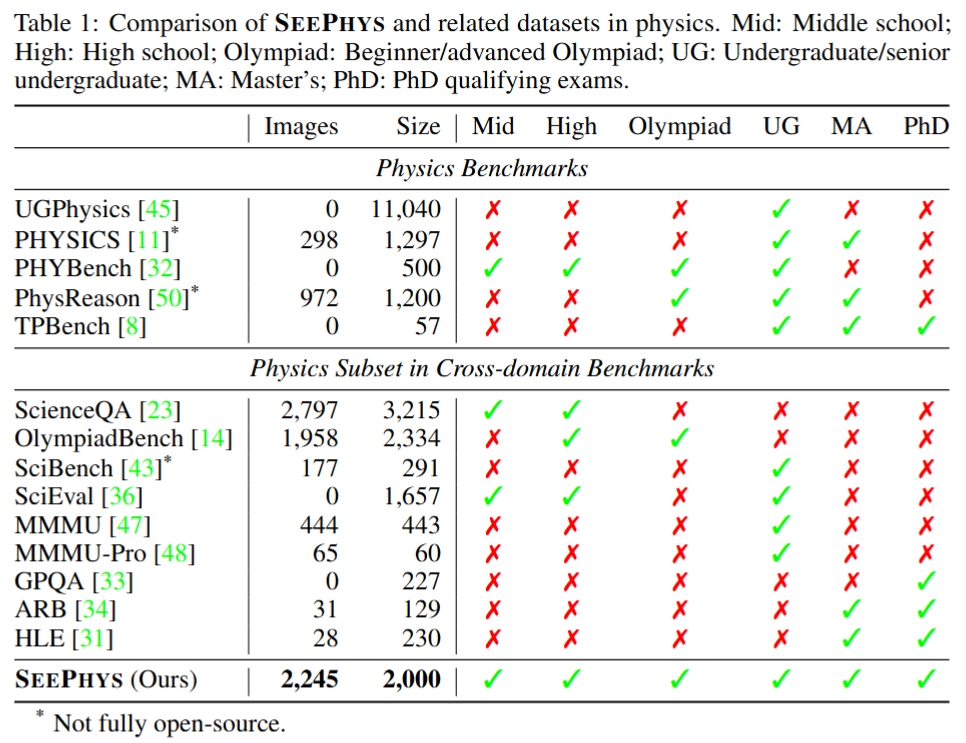 Table 1: Comparison of SEEPHYS and related datasets in physics. Mid: Middle school;
High: High school; Olympiad: Beginner/advanced Olympiad; UG: Undergraduate/senior
undergraduate; MA: Master's; PhD: PhD qualifying exams.
Images Size Mid High Olympiad UG MA PhD
Physics Benchmarks
UGPhysics [45] 0 11,040 ✗ ✗ ✗ ✓ ✗ ✗
PHYSICS [11]* 298 1,297 ✗ ✗ ✗ ✓ ✓ ✗
PHYBench [32] 0 500 ✓ ✓ ✓ ✓ ✗ ✗
PhysReason [50]* 972 1,200 ✗ ✗ ✓ ✓ ✓ ✗
TPBench [8] 0 57 ✗ ✗ ✗ ✓ ✓ ✓
Physics Subset in Cross-domain Benchmarks
ScienceQA [23] 2,797 3,215 ✓ ✓ ✗ ✗ ✗ ✗
OlympiadBench [14] 1,958 2,334 ✗ ✓ ✓ ✗ ✗ ✗
SciBench [43]* 177 291 ✗ ✗ ✗ ✓ ✗ ✗
SciEval [36] 0 1,657 ✓ ✓ ✗ ✓ ✗ ✗
MMMU [47] 444 443 ✗ ✗ ✗ ✓ ✗ ✗
MMMU-Pro [48] 65 60 ✗ ✗ ✗ ✓ ✗ ✗
GPQA [33] 0 227 ✗ ✗ ✗ ✗ ✗ ✓
ARB [34] 31 129 ✗ ✗ ✗ ✗ ✓ ✓
HLE [31] 28 230 ✗ ✗ ✗ ✗ ✓ ✓
SEEPHYS (Ours) 2,245 2,000 ✓ ✓ ✓ ✓ ✓ ✓
* Not fully open-source.